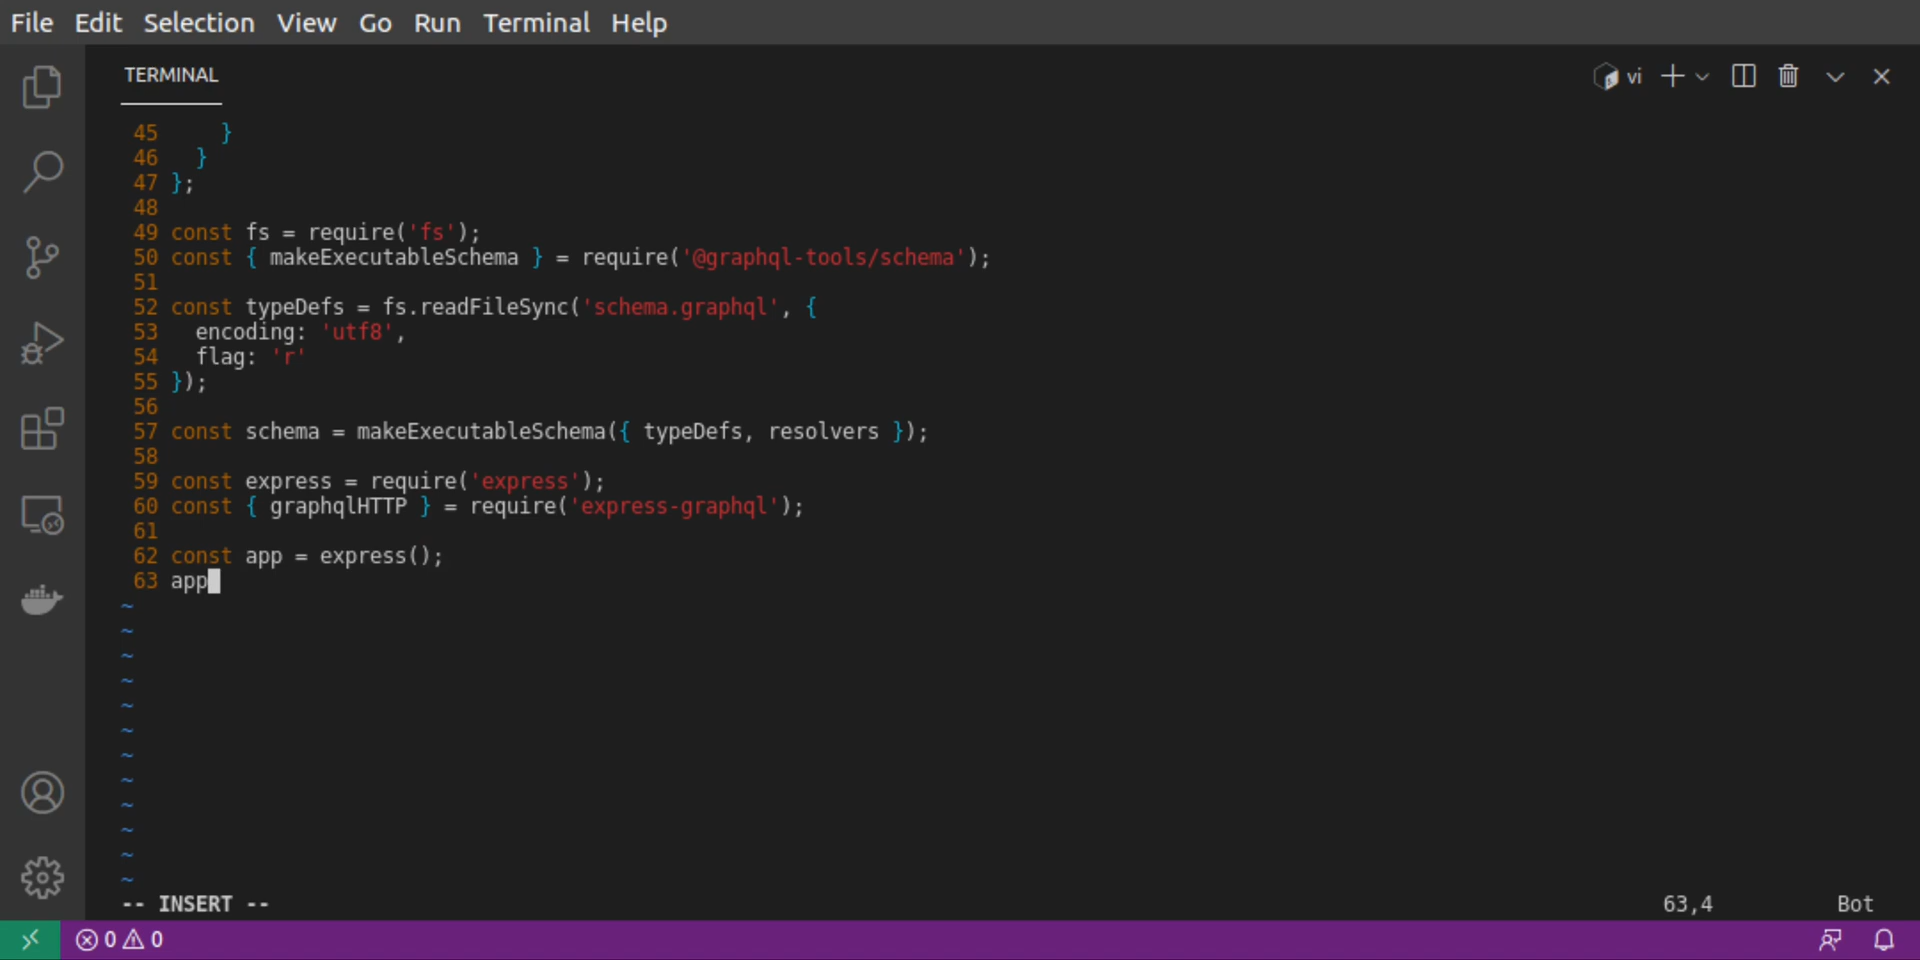 File Edit Selection View Go Run Terminal Help
TERMINAL
vi
45     }
46   }
47 };
48
49 const fs = require('fs');
50 const { makeExecutableSchema } = require('@graphql-tools/schema');
51
52 const typeDefs = fs.readFileSync('schema.graphql', {
53   encoding: 'utf8',
54   flag: 'r'
55 });
56
57 const schema = makeExecutableSchema({ typeDefs, resolvers });
58
59 const express = require('express');
60 const { graphqlHTTP } = require('express-graphql');
61
62 const app = express();
63 app
~
~
~
~
~
~
~
~
~
~
~
~
-- INSERT -- 63,4 Bot
0 0